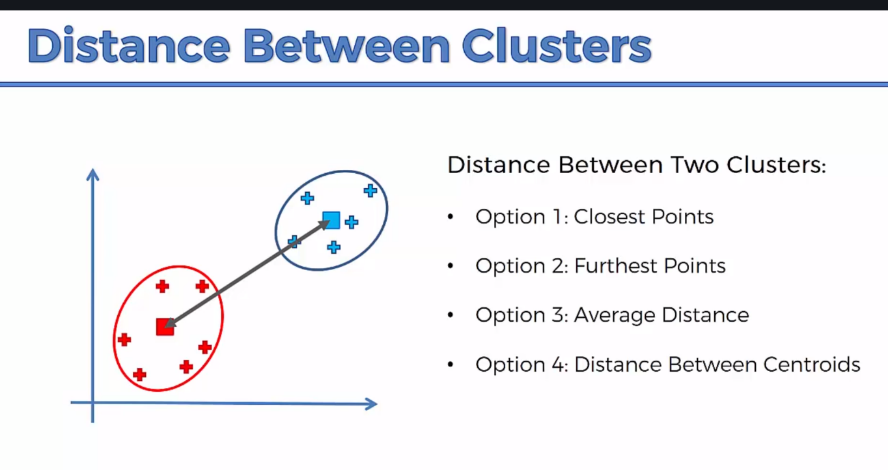 Distance Between Clusters
Distance Between Two Clusters:
• Option 1: Closest Points
• Option 2: Furthest Points
• Option 3: Average Distance
• Option 4: Distance Between Centroids